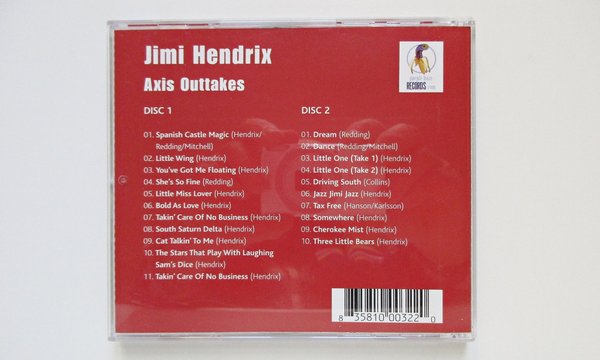 Jimi Hendrix
Axis Outtakes
RECORDS
DISC 1
01. Spanish Castle Magic (Hendrix/
Redding/Mitchell)
02. Little Wing (Hendrix)
03. You've Got Me Floating (Hendrix)
04. She's So Fine (Redding)
05. Little Miss Lover (Hendrix)
06. Bold As Love (Hendrix)
07. Takin' Care Of No Business (Hendrix)
08. South Saturn Delta (Hendrix)
09. Cat Talkin' To Me (Hendrix)
10. The Stars That Play With Laughing
Sam's Dice (Hendrix)
11. Takin' Care Of No Business (Hendrix)
DISC 2
01. Dream (Redding)
02. Dance (Redding/Mitchell)
03. Little One (Take 1) (Hendrix)
04. Little One (Take 2) (Hendrix)
05. Driving South (Collins)
06. Jazz Jimi Jazz (Hendrix)
07. Tax Free (Hanson/Karlsson)
08. Somewhere (Hendrix)
09. Cherokee Mist (Hendrix)
10. Three Little Bears (Hendrix)
8 35810 00322 0